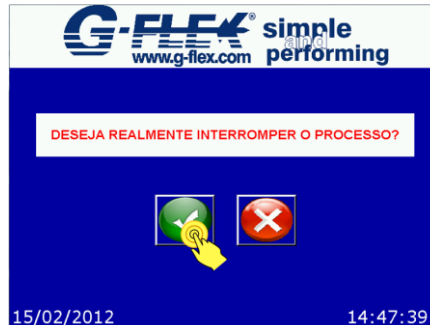 G-FLEX® simple
and
www.g-flex.com performing
DESEJA REALMENTE INTERROMPER O PROCESSO?
15/02/2012 14:47:39